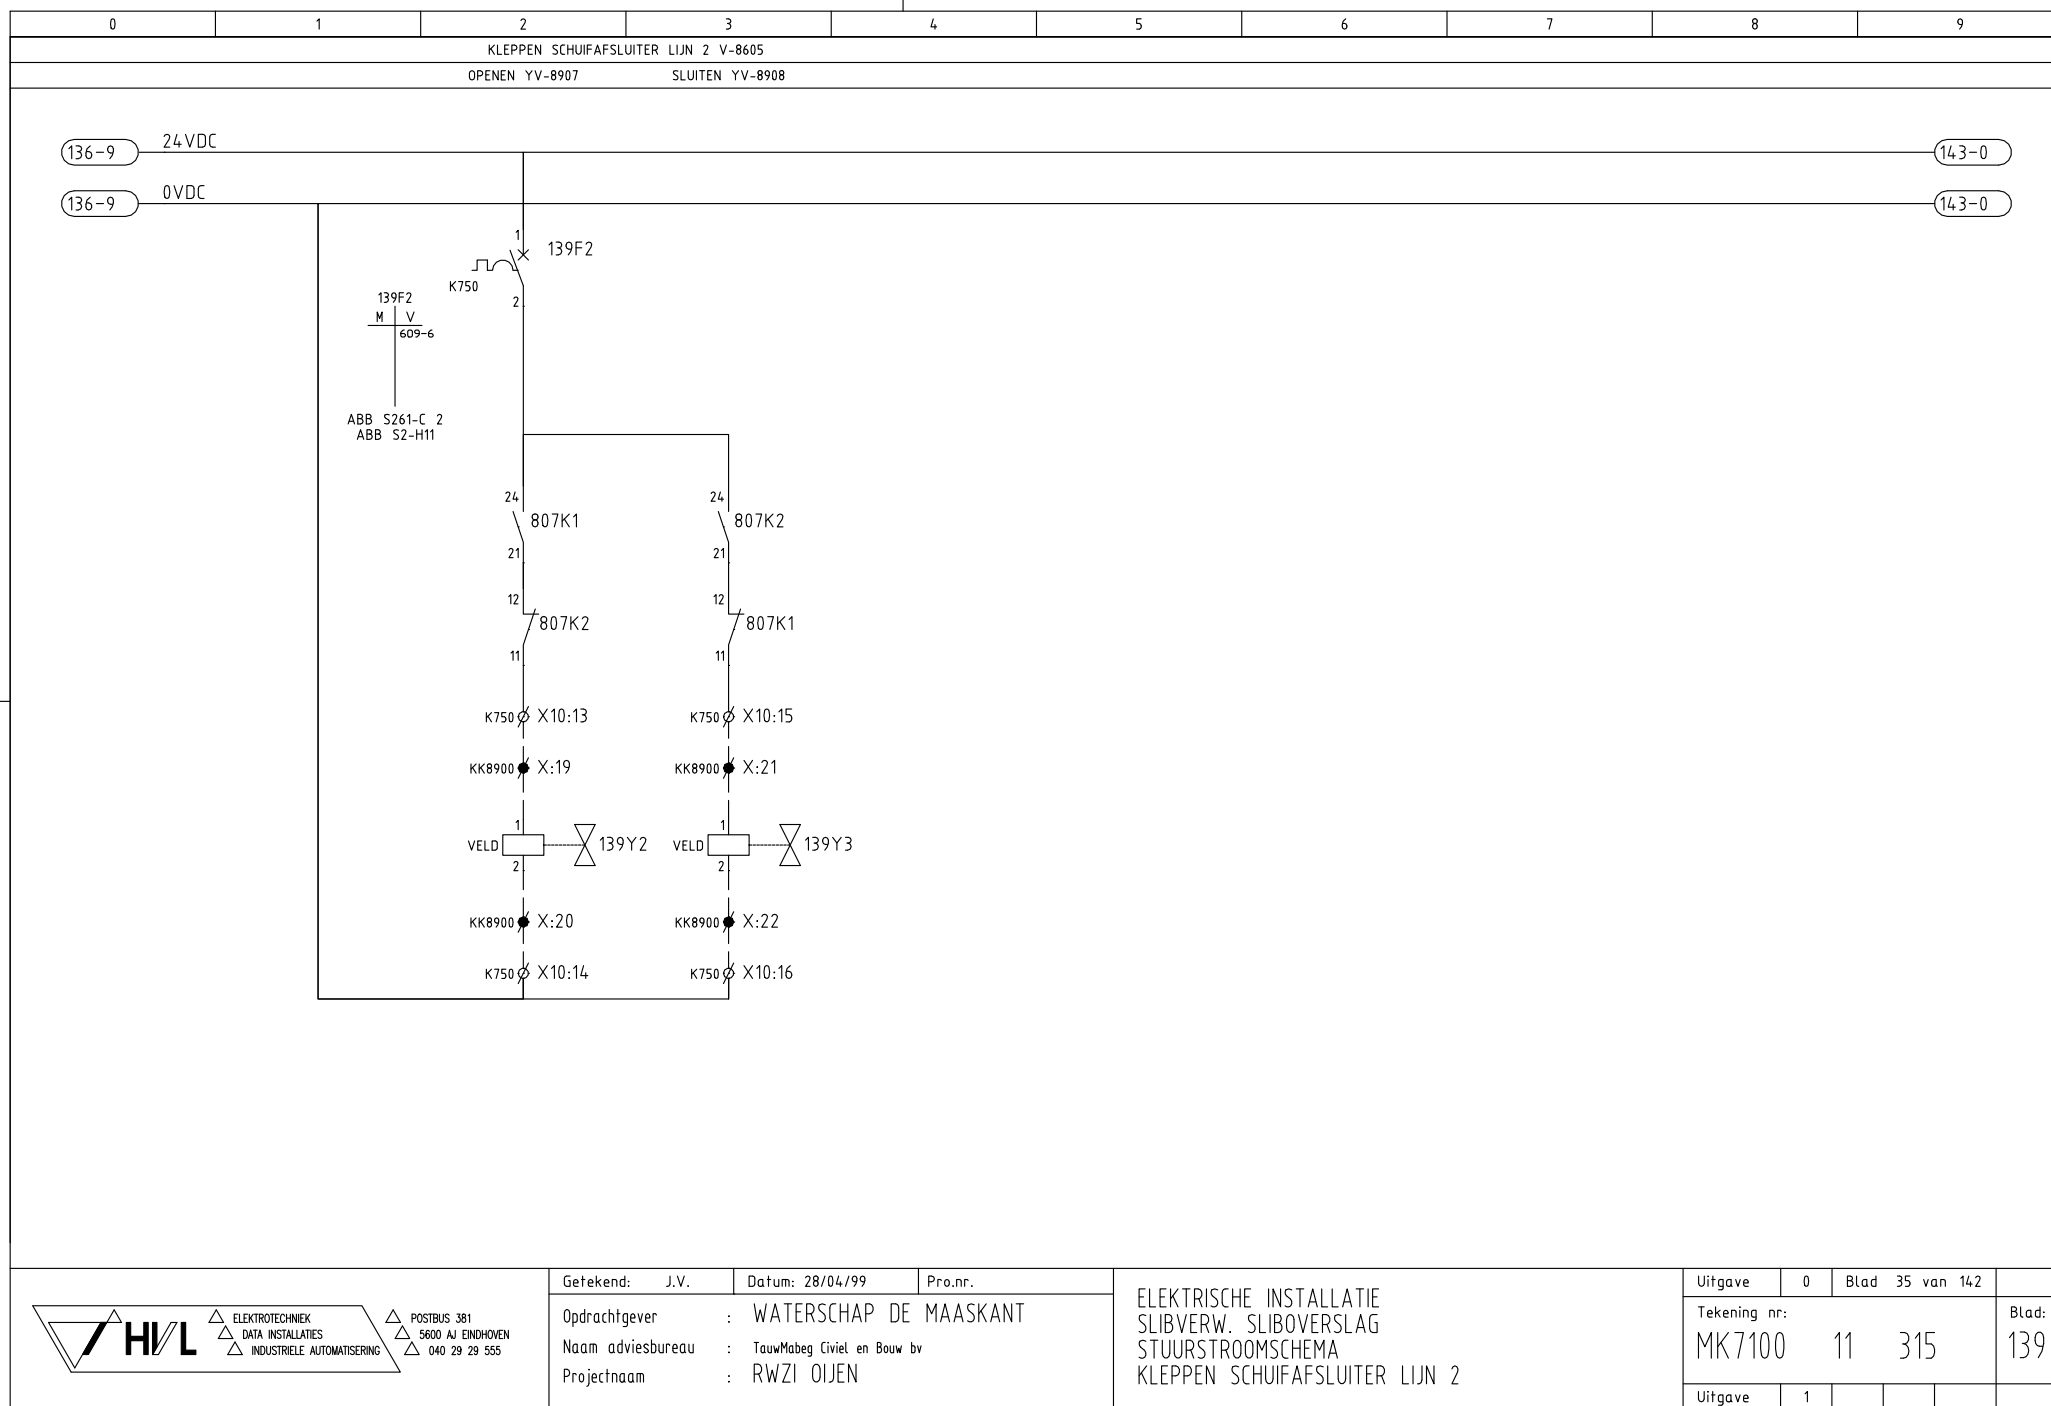 0 1 2 3 4 5 6 7 8 9
KLEPPEN SCHUIFAFSLUITER LIJN 2 V-8605
OPENEN YV-8907 SLUITEN YV-8908
136-9 24VDC 143-0
136-9 0VDC 143-0
1 139F2
K750
2
139F2
M V
609-6
ABB S261-C 2
ABB S2-H11
24 24
807K1 807K2
21 21
12 12
807K2 807K1
11 11
K750 X10:13 K750 X10:15
KK8900 X:19 KK8900 X:21
1 1
VELD 139Y2 VELD 139Y3
2 2
KK8900 X:20 KK8900 X:22
K750 X10:14 K750 X10:16
HVL
ELEKTROTECHNIEK
DATA INSTALLATIES
INDUSTRIELE AUTOMATISERING
POSTBUS 381
5600 AJ EINDHOVEN
040 29 29 555
Getekend: J.V. Datum: 28/04/99 Pro.nr.
Opdrachtgever : WATERSCHAP DE MAASKANT
Naam adviesbureau : TauwMabeg Civiel en Bouw bv
Projectnaam : RWZI OIJEN
ELEKTRISCHE INSTALLATIE
SLIBVERW. SLIBOVERSLAG
STUURSTROOMSCHEMA
KLEPPEN SCHUIFAFSLUITER LIJN 2
Uitgave 0 Blad 35 van 142
Tekening nr: Blad:
MK7100 11 315 139
Uitgave 1